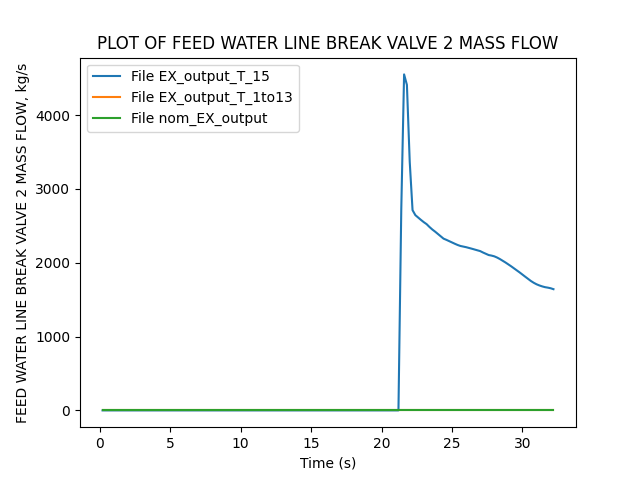 PLOT OF FEED WATER LINE BREAK VALVE 2 MASS FLOW
File EX_output_T_15
File EX_output_T_1to13
File nom_EX_output
FEED WATER LINE BREAK VALVE 2 MASS FLOW, kg/s
4000
3000
2000
1000
0
0 5 10 15 20 25 30
Time (s)